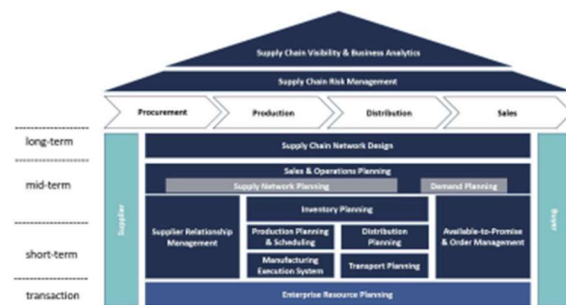 Supply Chain Visibility & Business Analytics
Supply Chain Risk Management
Procurement
Production
Distribution
Sales
long-term
Supply Chain Network Design
mid-term
Sales & Operations Planning
Supply Network Planning
Demand Planning
Supplier
Buyer
Inventory Planning
Supplier Relationship
Management
Production Planning
& Scheduling
Distribution
Planning
Available-to-Promise
& Order Management
short-term
Manufacturing
Execution System
Transport Planning
transaction
Enterprise Resource Planning